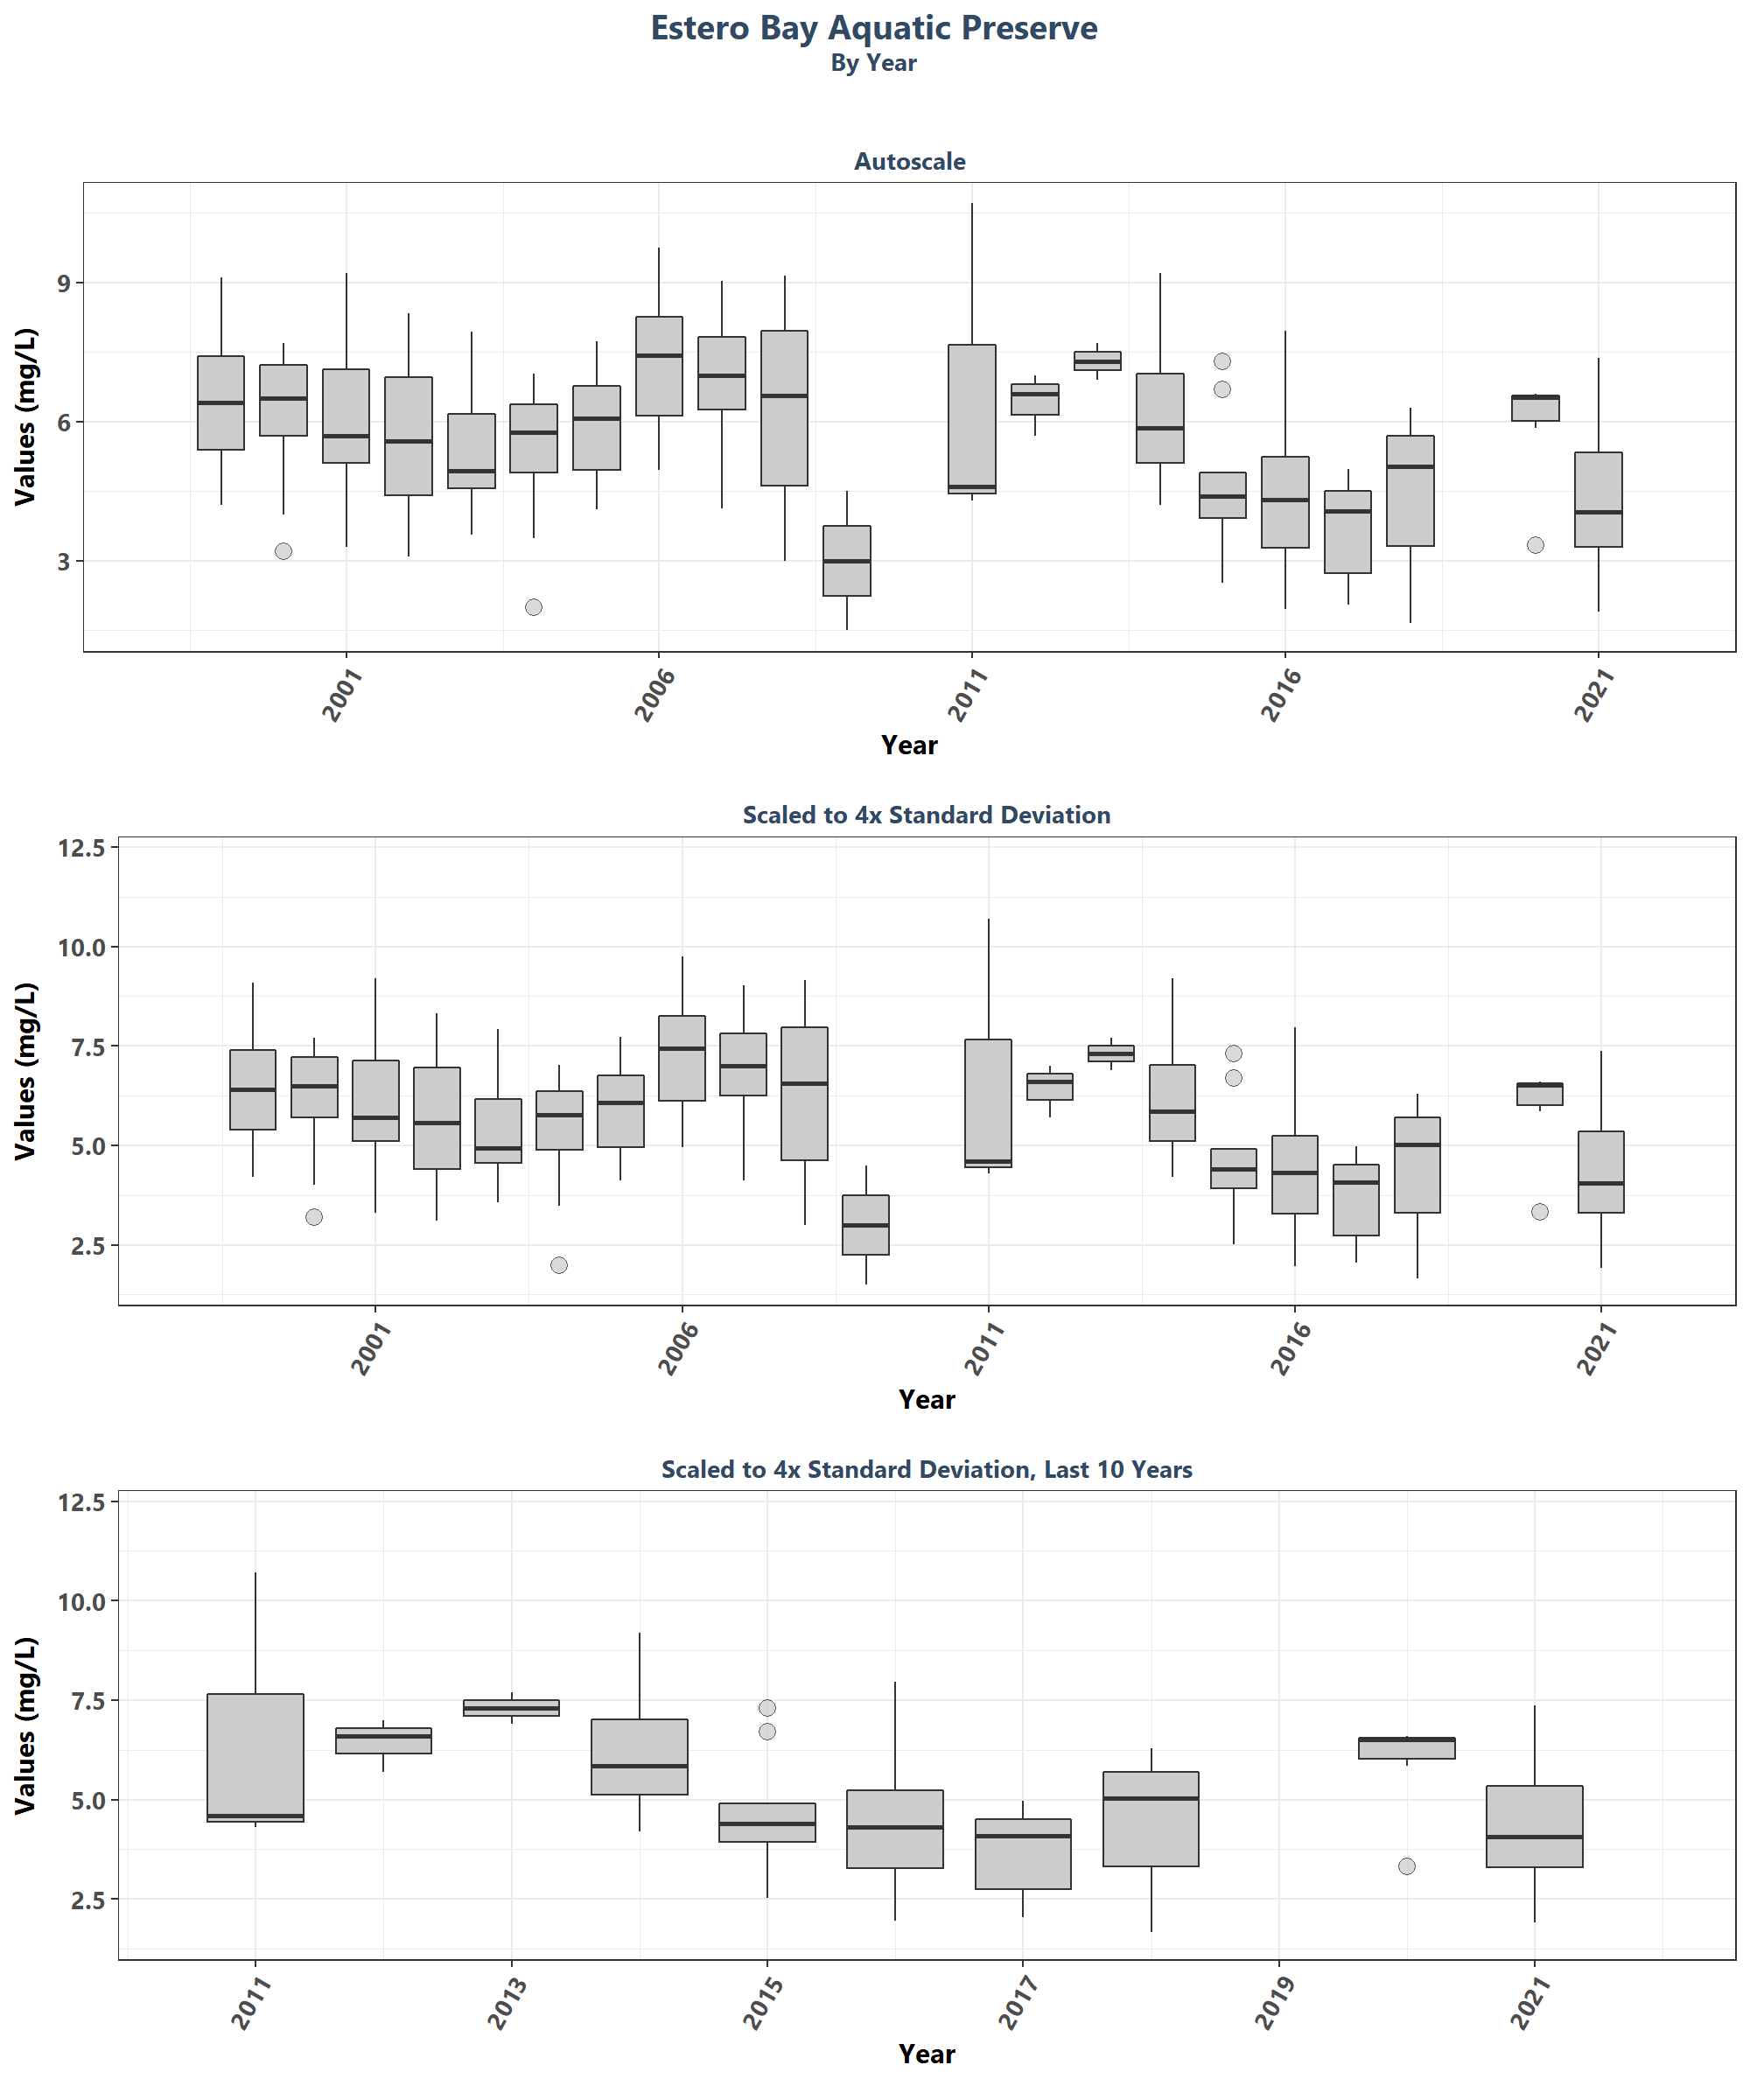 Estero Bay Aquatic Preserve
By Year
Autoscale
Values (mg/L)
9
6
3
2001 2006 2011 2016 2021
Year
Scaled to 4x Standard Deviation
Values (mg/L)
12.5
10.0
7.5
5.0
2.5
2001 2006 2011 2016 2021
Year
Scaled to 4x Standard Deviation, Last 10 Years
Values (mg/L)
12.5
10.0
7.5
5.0
2.5
2011 2013 2015 2017 2019 2021
Year